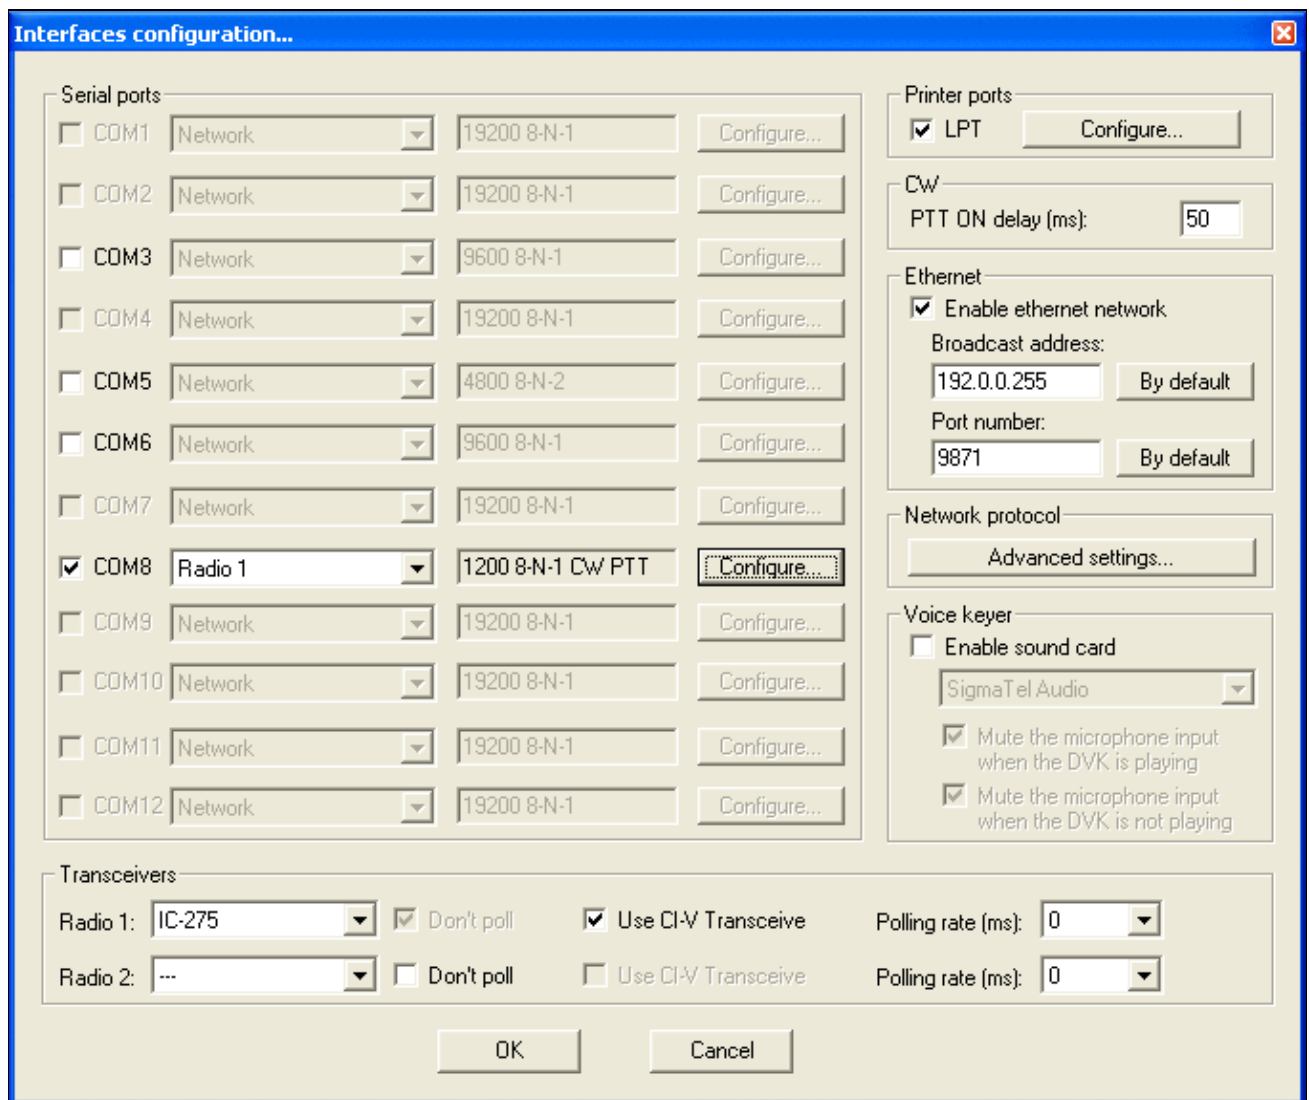 Interfaces configuration...
Serial ports
COM1 Network 19200 8-N-1 Configure...
COM2 Network 19200 8-N-1 Configure...
COM3 Network 9600 8-N-1 Configure...
COM4 Network 19200 8-N-1 Configure...
COM5 Network 4800 8-N-2 Configure...
COM6 Network 9600 8-N-1 Configure...
COM7 Network 19200 8-N-1 Configure...
COM8 Radio 1 1200 8-N-1 CW PTT Configure...
COM9 Network 19200 8-N-1 Configure...
COM10 Network 19200 8-N-1 Configure...
COM11 Network 19200 8-N-1 Configure...
COM12 Network 19200 8-N-1 Configure...
Printer ports
LPT Configure...
CW
PTT ON delay (ms): 50
Ethernet
Enable ethernet network
Broadcast address:
192.0.0.255 By default
Port number:
9871 By default
Network protocol
Advanced settings...
Voice keyer
Enable sound card
SigmaTel Audio
Mute the microphone input
when the DVK is playing
Mute the microphone input
when the DVK is not playing
Transceivers
Radio 1: IC-275 Don't poll Use CI-V Transceive Polling rate (ms): 0
Radio 2: --- Don't poll Use CI-V Transceive Polling rate (ms): 0
OK Cancel